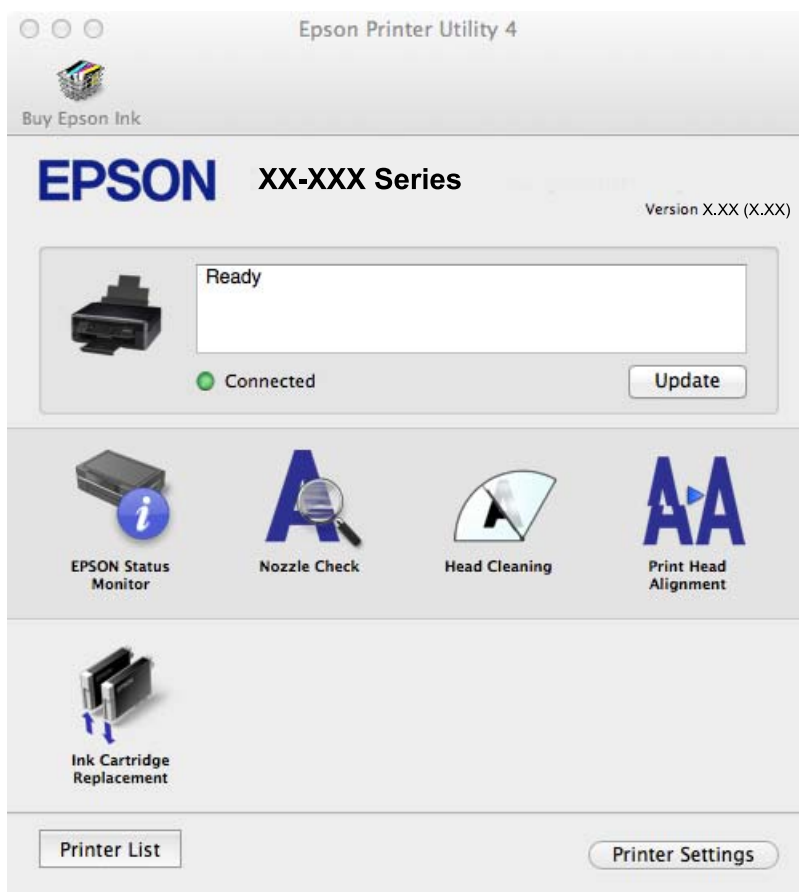 Epson Printer Utility 4
Buy Epson Ink
EPSON XX-XXX Series
Version X.XX (X.XX)
Ready
Connected
Update
EPSON Status
Monitor
Nozzle Check
Head Cleaning
Print Head
Alignment
Ink Cartridge
Replacement
Printer List
Printer Settings